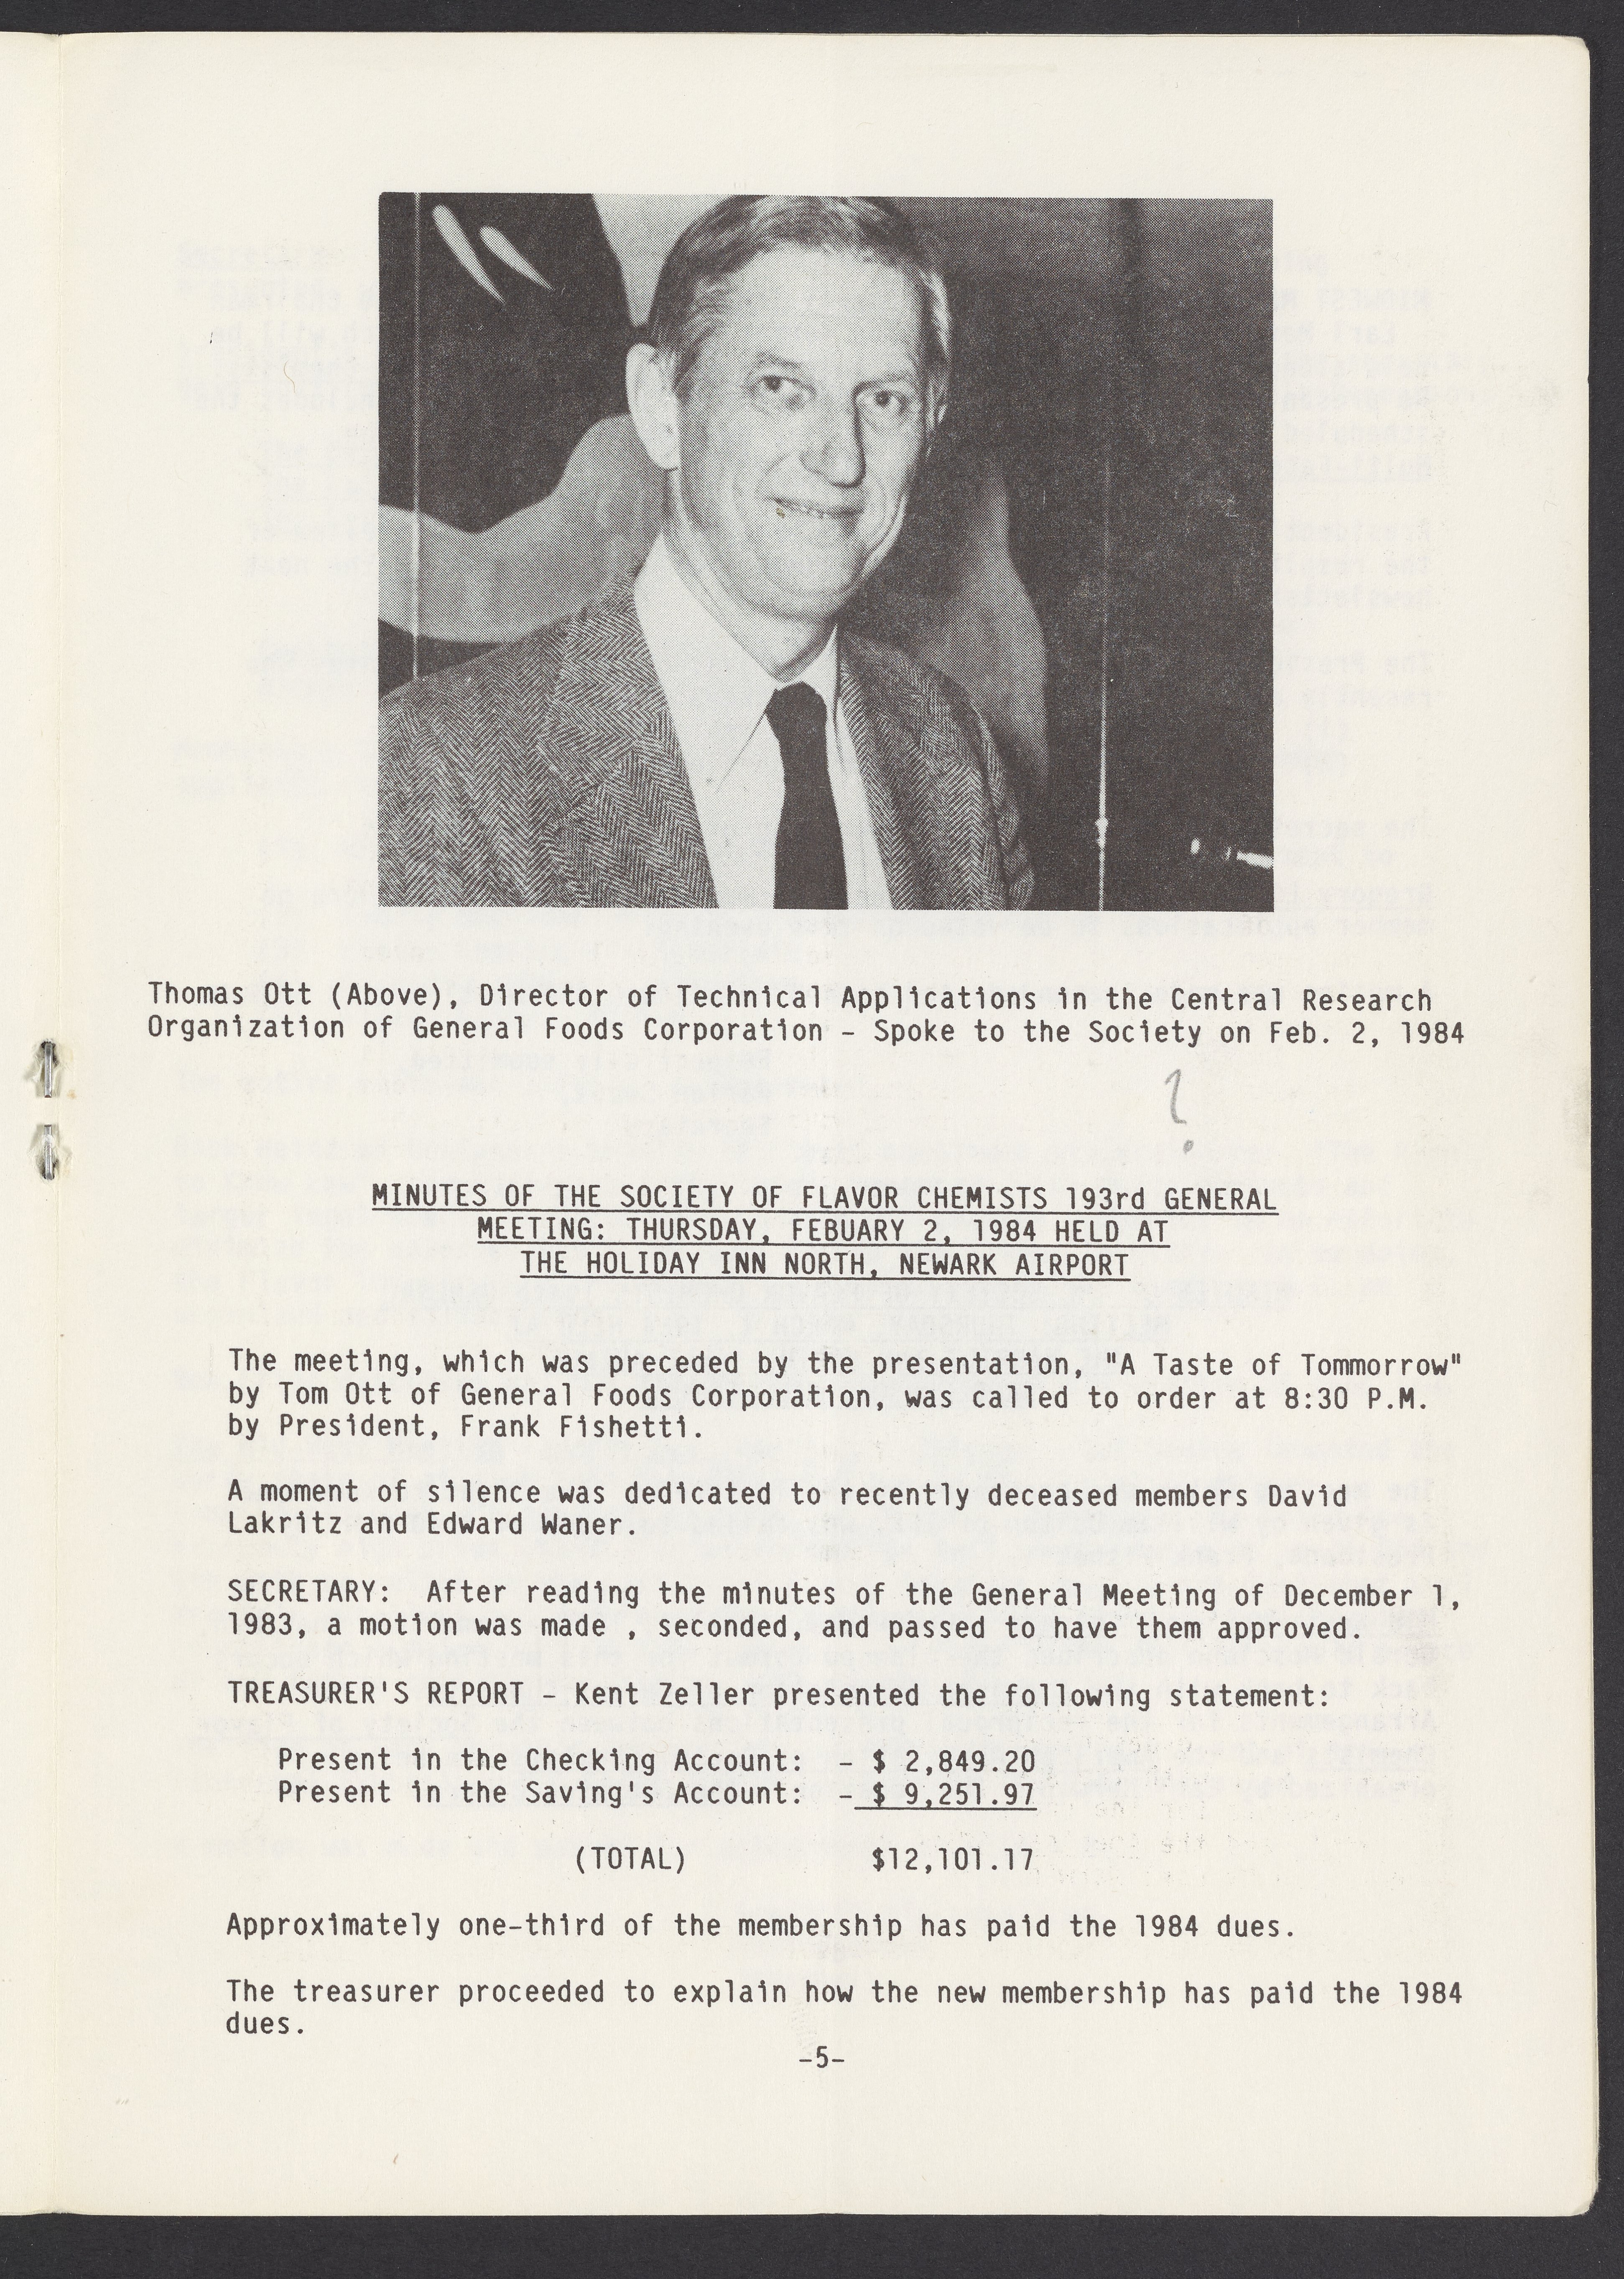 Thomas Ott (Above), Director of Technical Applications in the Central Research
Organization of General Foods Corporation - Spoke to the Society on Feb. 2, 1984
?
MINUTES OF THE SOCIETY OF FLAVOR CHEMISTS 193rd GENERAL
MEETING: THURSDAY, FEBUARY 2, 1984 HELD AT
THE HOLIDAY INN NORTH, NEWARK AIRPORT
The meeting, which was preceded by the presentation, "A Taste of Tommorrow"
by Tom Ott of General Foods Corporation, was called to order at 8:30 P.M.
by President, Frank Fishetti.
A moment of silence was dedicated to recently deceased members David
Lakritz and Edward Waner.
SECRETARY: After reading the minutes of the General Meeting of December 1,
1983, a motion was made , seconded, and passed to have them approved.
TREASURER'S REPORT - Kent Zeller presented the following statement:
Present in the Checking Account: - $ 2,849.20
Present in the Saving's Account: - $ 9,251.97
(TOTAL) $12,101.17
Approximately one-third of the membership has paid the 1984 dues.
The treasurer proceeded to explain how the new membership has paid the 1984
dues.
-5-